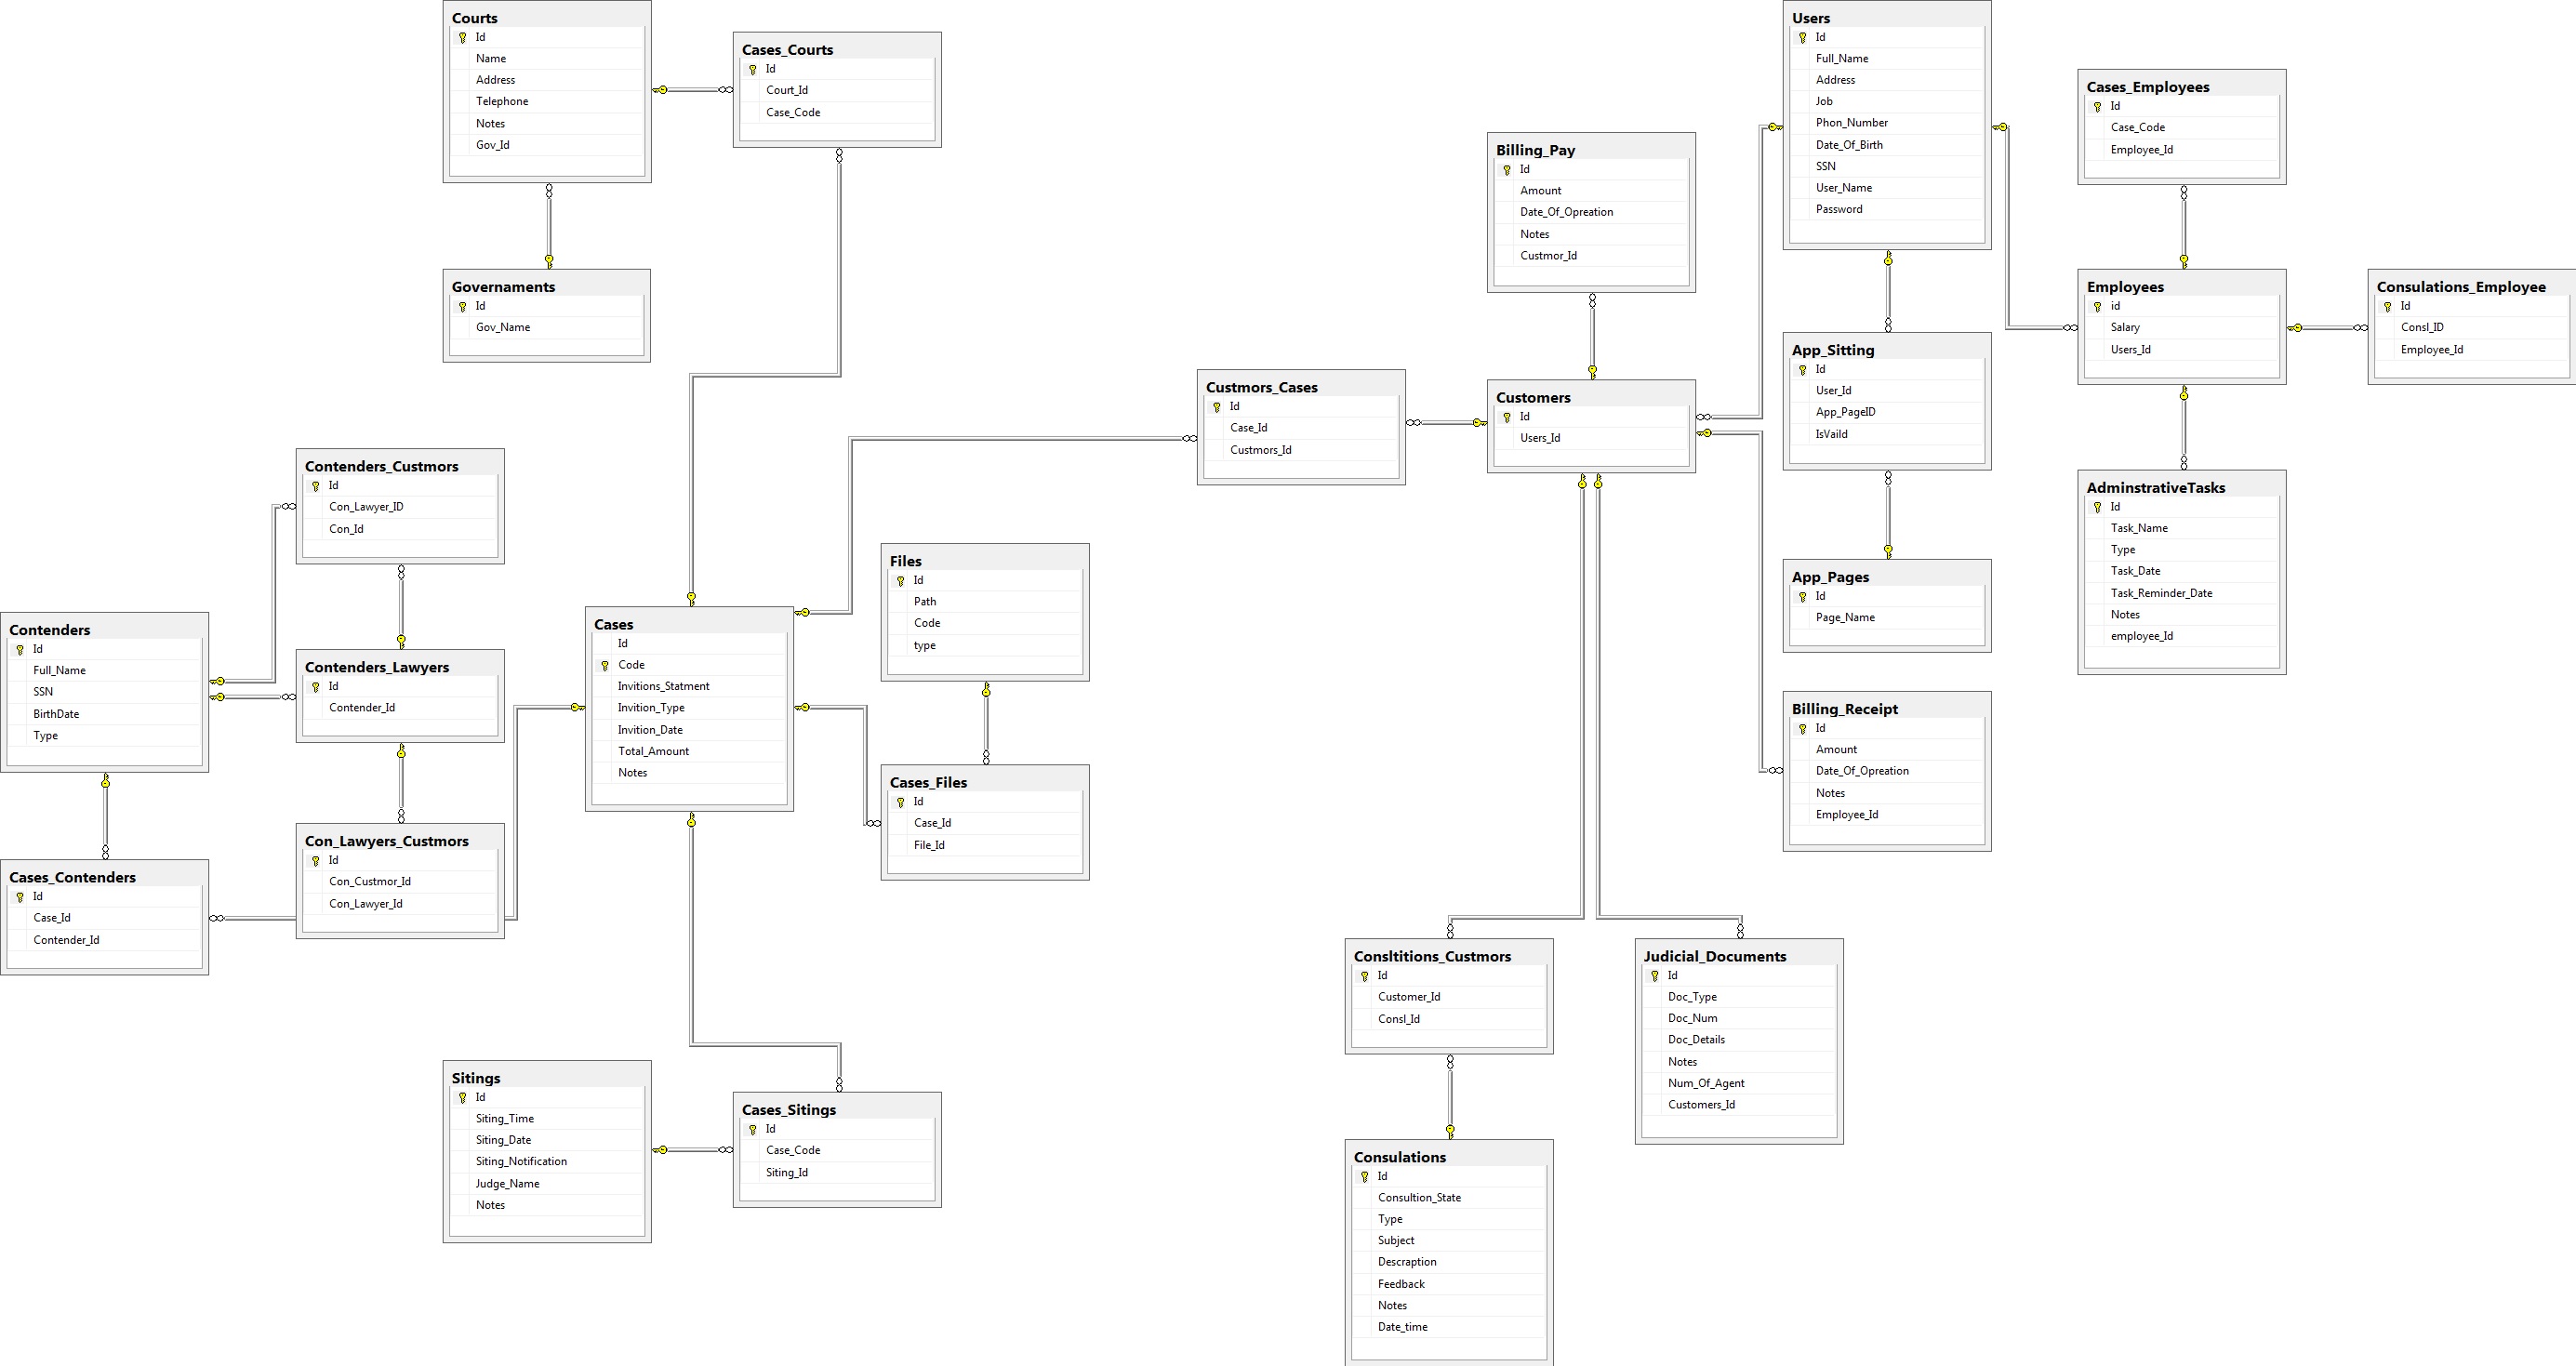 Courts
Id
Name
Address
Telephone
Notes
Gov_Id
Cases_Courts
Id
Court_Id
Case_Code
Governaments
Id
Gov_Name
Users
Id
Full_Name
Address
Job
Phon_Number
Date_Of_Birth
SSN
User_Name
Password
Cases_Employees
Id
Case_Code
Employee_Id
Billing_Pay
Id
Amount
Date_Of_Opreation
Notes
Custmor_Id
Employees
id
Salary
Users_Id
Consulations_Employee
Id
Consl_ID
Employee_Id
App_Sitting
Id
User_Id
App_PageID
IsVaild
Custmors_Cases
Id
Case_Id
Custmors_Id
Customers
Id
Users_Id
AdminstrativeTasks
Id
Task_Name
Type
Task_Date
Task_Reminder_Date
Notes
employee_Id
Contenders_Custmors
Id
Con_Lawyer_ID
Con_Id
Files
Id
Path
Code
type
App_Pages
Id
Page_Name
Contenders
Id
Full_Name
SSN
BirthDate
Type
Contenders_Lawyers
Id
Contender_Id
Cases
Id
Code
Invitions_Statment
Invition_Type
Invition_Date
Total_Amount
Notes
Billing_Receipt
Id
Amount
Date_Of_Opreation
Notes
Employee_Id
Cases_Files
Id
Case_Id
File_Id
Con_Lawyers_Custmors
Id
Con_Custmor_Id
Con_Lawyer_Id
Cases_Contenders
Id
Case_Id
Contender_Id
Consltitions_Custmors
Id
Customer_Id
Consl_Id
Judicial_Documents
Id
Doc_Type
Doc_Num
Doc_Details
Notes
Num_Of_Agent
Customers_Id
Sitings
Id
Siting_Time
Siting_Date
Siting_Notification
Judge_Name
Notes
Cases_Sitings
Id
Case_Code
Siting_Id
Consulations
Id
Consultion_State
Type
Subject
Descraption
Feedback
Notes
Date_time